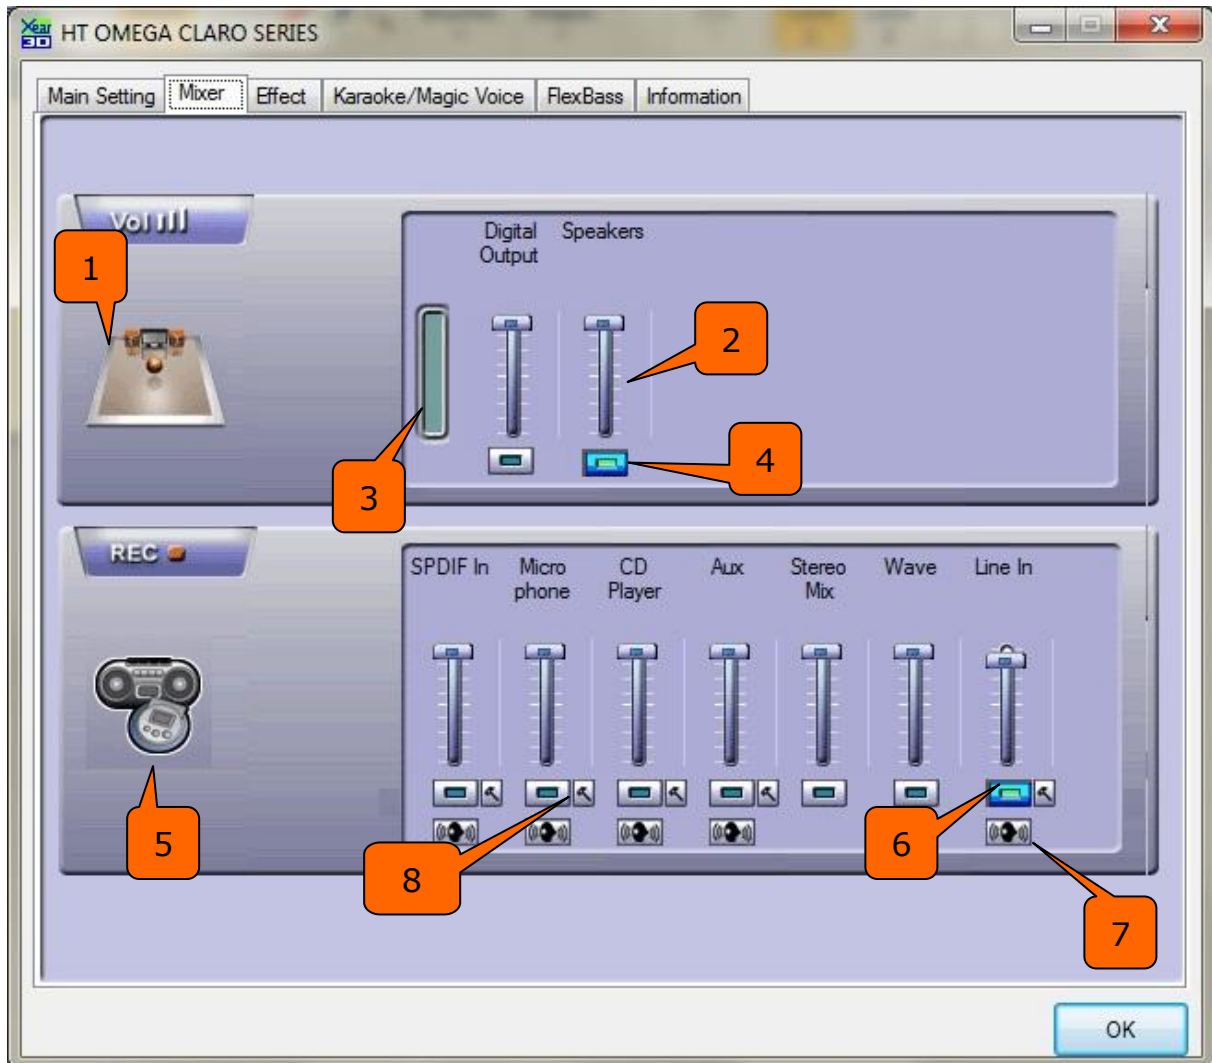 Xear
3D
HT OMEGA CLARO SERIES
Main Setting Mixer Effect Karaoke/Magic Voice FlexBass Information
Vol
1
Digital
Output
Speakers
2
3
4
REC
SPDIF In
Micro
phone
CD
Player
Aux
Stereo
Mix
Wave
Line In
5
8
6
7
OK